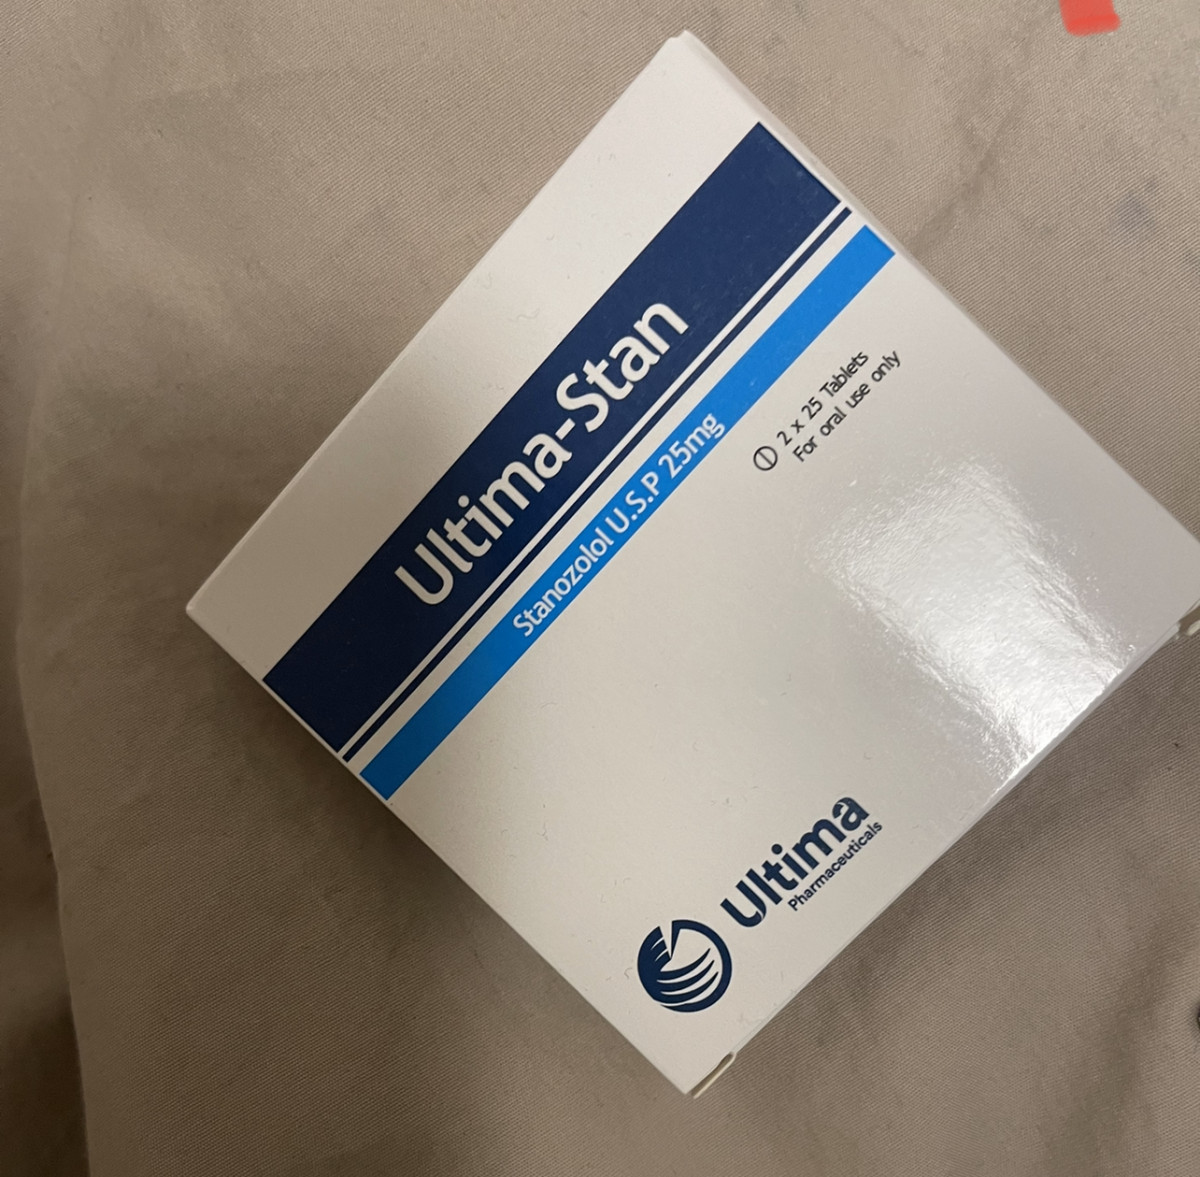 Ultima-Stan
Stanozolol U.S.P 25mg
2 x 25 Tablets
For oral use only
Ultima
Pharmaceuticals